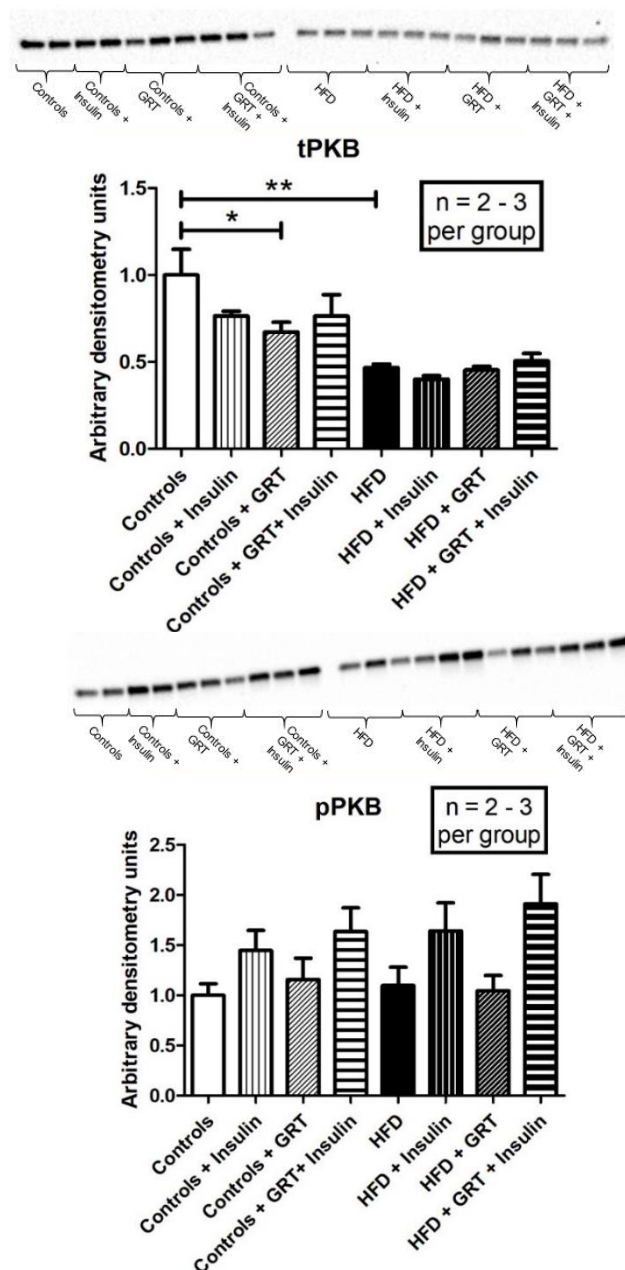 Controls
Controls +
Insulin
Controls +
GRT
Controls +
GRT +
Insulin
HFD
HFD +
Insulin
HFD +
GRT
HFD +
GRT +
Insulin
tPKB
n = 2 - 3
per group
**
*
Arbitrary densitometry units
1.5
1.0
0.5
0.0
Controls
Controls + Insulin
Controls + GRT
Controls + GRT+ Insulin
HFD
HFD + Insulin
HFD + GRT
HFD + GRT + Insulin
Controls
Controls +
Insulin
Controls +
GRT
Controls +
GRT +
Insulin
HFD
HFD +
Insulin
HFD +
GRT
HFD +
GRT +
Insulin
pPKB
n = 2 - 3
per group
Arbitrary densitometry units
2.5
2.0
1.5
1.0
0.5
0.0
Controls
Controls + Insulin
Controls + GRT
Controls + GRT+ Insulin
HFD
HFD + Insulin
HFD + GRT
HFD + GRT + Insulin